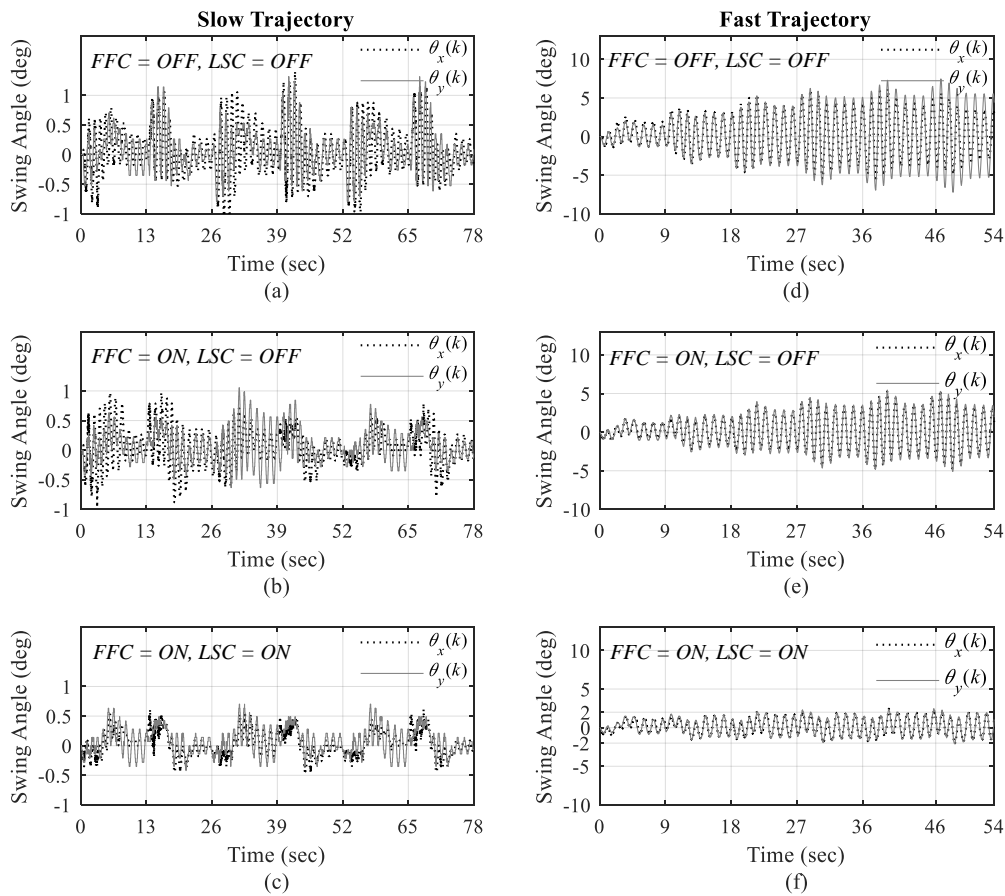 Slow Trajectory
Swing Angle (deg)
FFC = OFF, LSC = OFF
θx(k)
θy(k)
1
0.5
0
-0.5
-1
0 13 26 39 52 65 78
Time (sec)
(a)
Fast Trajectory
Swing Angle (deg)
FFC = OFF, LSC = OFF
θx(k)
θy(k)
10
5
0
-5
-10
0 9 18 27 36 46 54
Time (sec)
(d)
Swing Angle (deg)
FFC = ON, LSC = OFF
θx(k)
θy(k)
1
0.5
0
-0.5
-1
0 13 26 39 52 65 78
Time (sec)
(b)
Swing Angle (deg)
FFC = ON, LSC = OFF
θx(k)
θy(k)
10
5
0
-5
-10
0 9 18 27 36 46 54
Time (sec)
(e)
Swing Angle (deg)
FFC = ON, LSC = ON
θx(k)
θy(k)
1
0.5
0
-0.5
-1
0 13 26 39 52 65 78
Time (sec)
(c)
Swing Angle (deg)
FFC = ON, LSC = ON
θx(k)
θy(k)
10
5
2
0
-2
-5
-10
0 9 18 27 36 46 54
Time (sec)
(f)